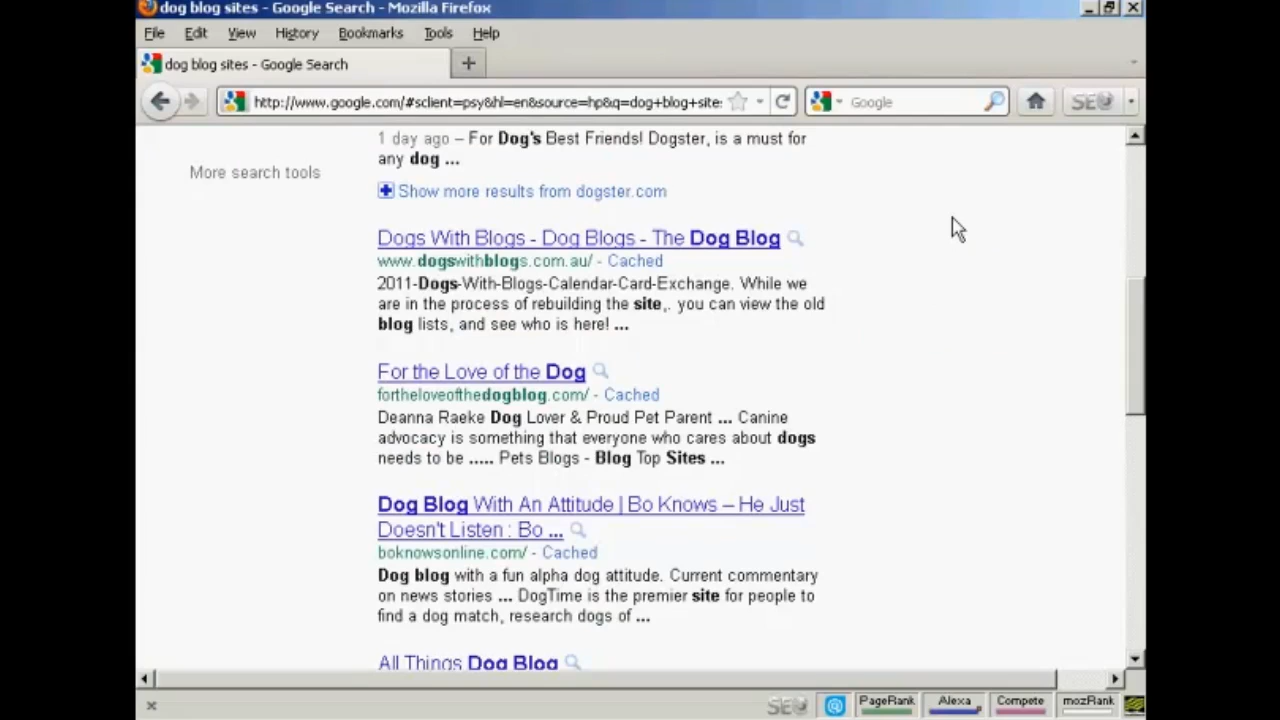 dog blog sites - Google Search - Mozilla Firefox
File Edit View History Bookmarks Tools Help
dog blog sites - Google Search
http://www.google.com/#sclient=psy&hl=en&source=hp&q=dog+blog+site:
Google
SEO
1 day ago – For Dog's Best Friends! Dogster, is a must for
any dog ...
More search tools
Show more results from dogster.com
Dogs With Blogs - Dog Blogs - The Dog Blog
www.dogswithblogs.com.au/ - Cached
2011-Dogs-With-Blogs-Calendar-Card-Exchange. While we
are in the process of rebuilding the site,. you can view the old
blog lists, and see who is here! ...
For the Love of the Dog
fortheloveofthedogblog.com/ - Cached
Deanna Raeke Dog Lover & Proud Pet Parent ... Canine
advocacy is something that everyone who cares about dogs
needs to be ..... Pets Blogs - Blog Top Sites ...
Dog Blog With An Attitude | Bo Knows – He Just
Doesn't Listen : Bo ...
boknowsonline.com/ - Cached
Dog blog with a fun alpha dog attitude. Current commentary
on news stories ... DogTime is the premier site for people to
find a dog match, research dogs of ...
All Things Dog Blog
SEO PageRank Alexa Compete mozRank